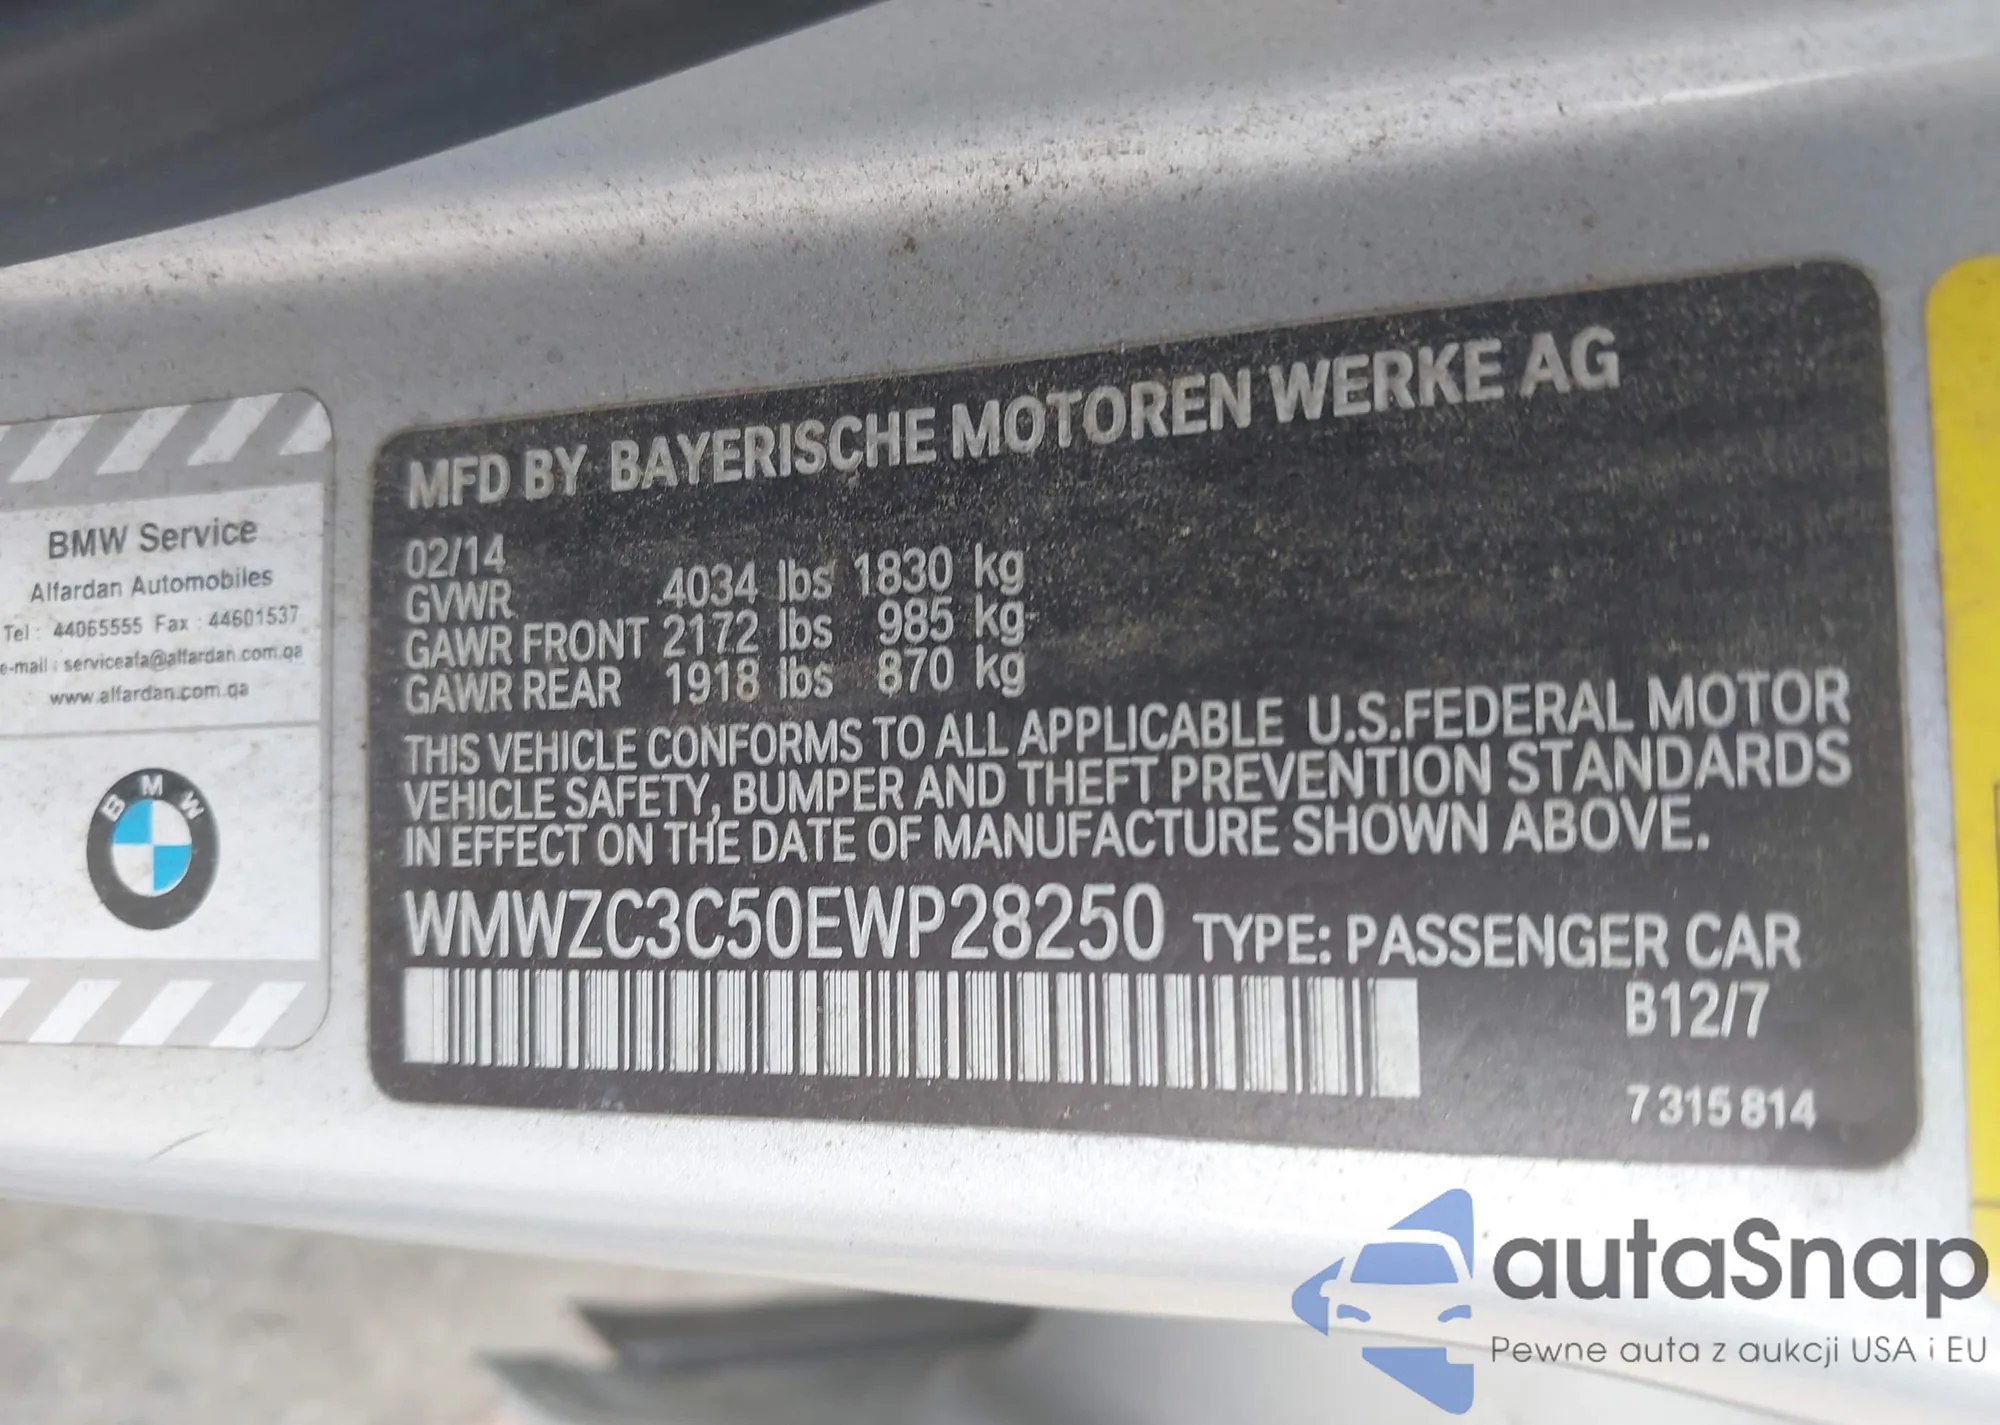 BMW Service
Alfardan Automobiles
Tel : 44065555 Fax : 44601537
e-mail : serviceafa@alfardan.com.qa
www.alfardan.com.qa
BMW
MFD BY BAYERISCHE MOTOREN WERKE AG
02/14
GVWR 4034 lbs 1830 kg
GAWR FRONT 2172 lbs 985 kg
GAWR REAR 1918 lbs 870 kg
THIS VEHICLE CONFORMS TO ALL APPLICABLE U.S.FEDERAL MOTOR
VEHICLE SAFETY, BUMPER AND THEFT PREVENTION STANDARDS
IN EFFECT ON THE DATE OF MANUFACTURE SHOWN ABOVE.
WMWZC3C50EWP28250 TYPE: PASSENGER CAR
B12/7
7 315 814
autaSnap
Pewne auta z aukcji USA i EU